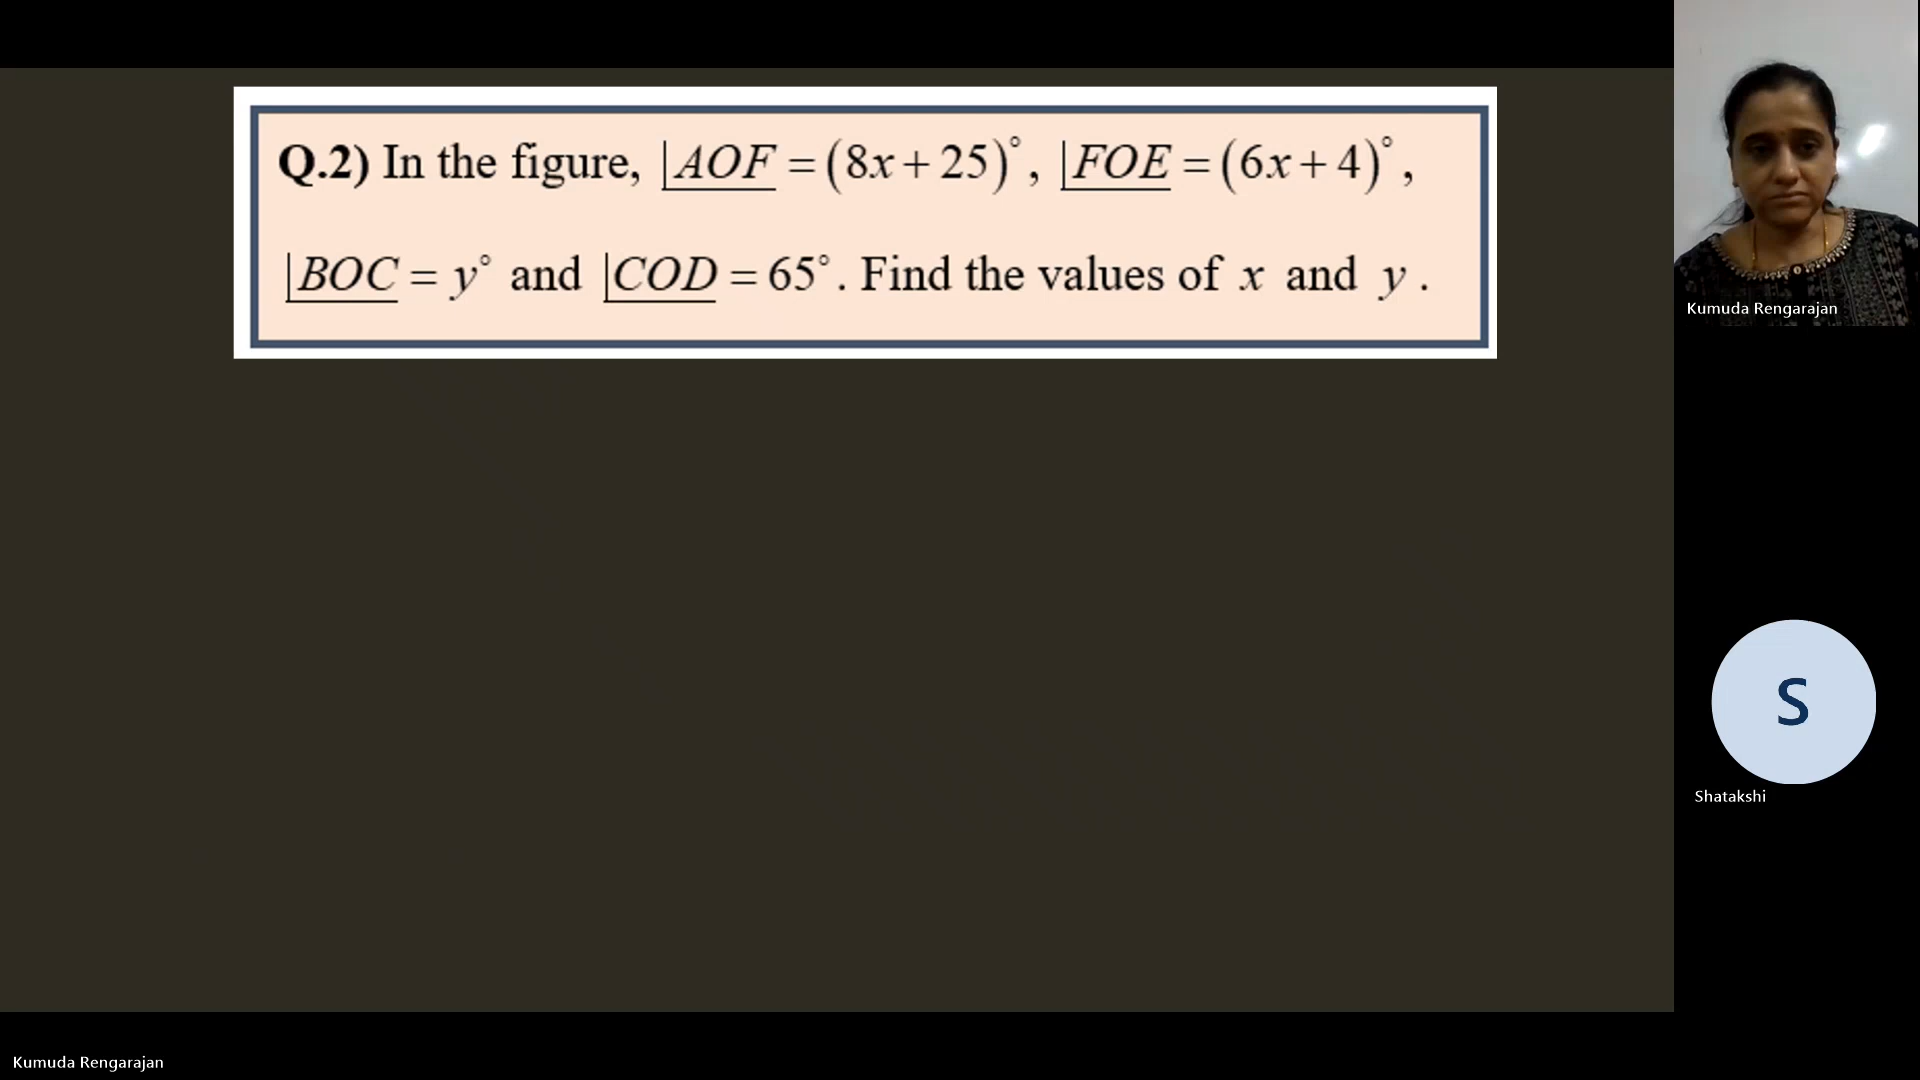 Q.2) In the figure, |AOF = (8x+25)°, |FOE = (6x+4)°,
|BOC = y° and |COD = 65°. Find the values of x and y.
Kumuda Rengarajan
S
Shatakshi
Kumuda Rengarajan